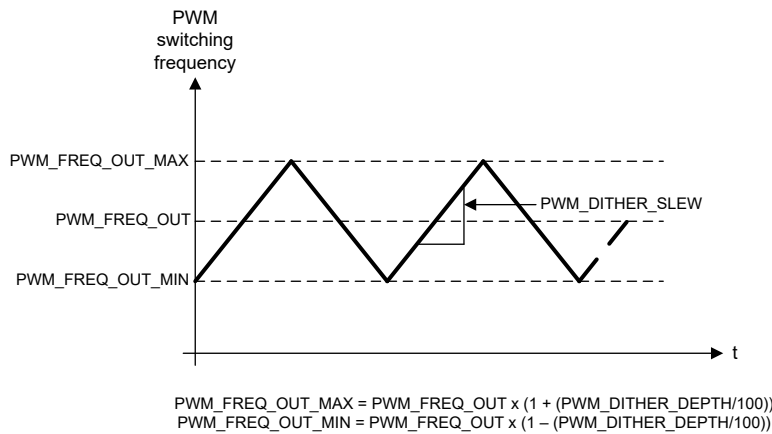 PWM
switching
frequency
PWM_FREQ_OUT_MAX
PWM_FREQ_OUT
PWM_DITHER_SLEW
PWM_FREQ_OUT_MIN
t
PWM_FREQ_OUT_MAX = PWM_FREQ_OUT x (1 + (PWM_DITHER_DEPTH/100))
PWM_FREQ_OUT_MIN = PWM_FREQ_OUT x (1 – (PWM_DITHER_DEPTH/100))